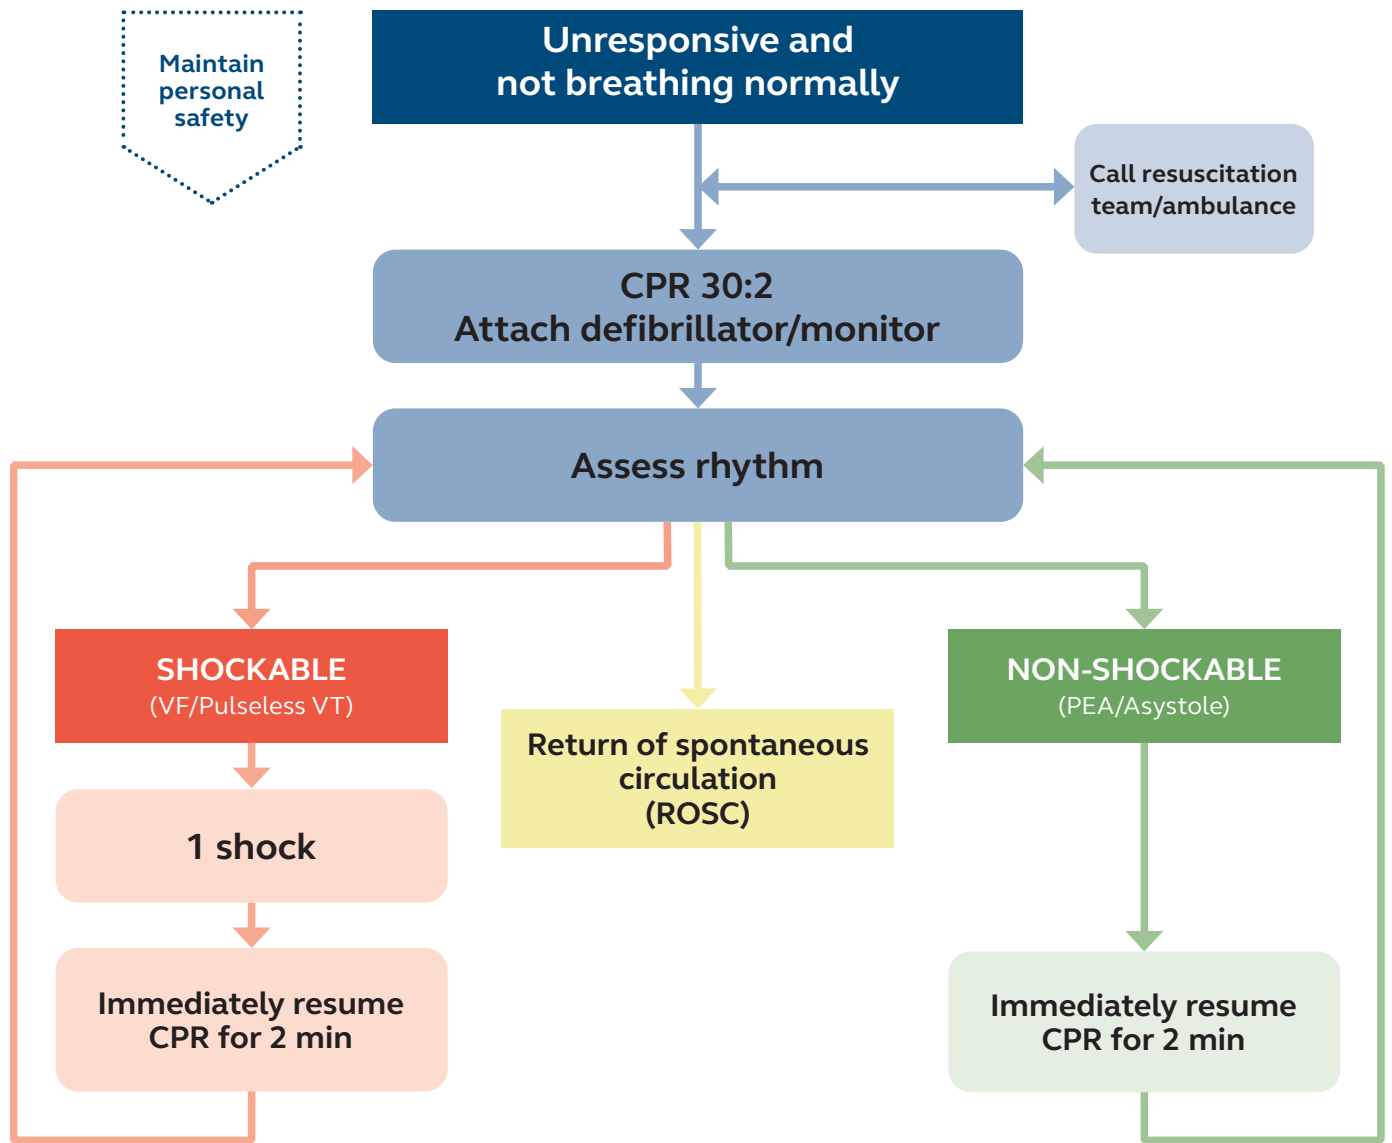 Maintain
personal
safety
Unresponsive and
not breathing normally
Call resuscitation
team/ambulance
CPR 30:2
Attach defibrillator/monitor
Assess rhythm
SHOCKABLE
(VF/Pulseless VT)
NON-SHOCKABLE
(PEA/Asystole)
Return of spontaneous
circulation
(ROSC)
1 shock
Immediately resume
CPR for 2 min
Immediately resume
CPR for 2 min